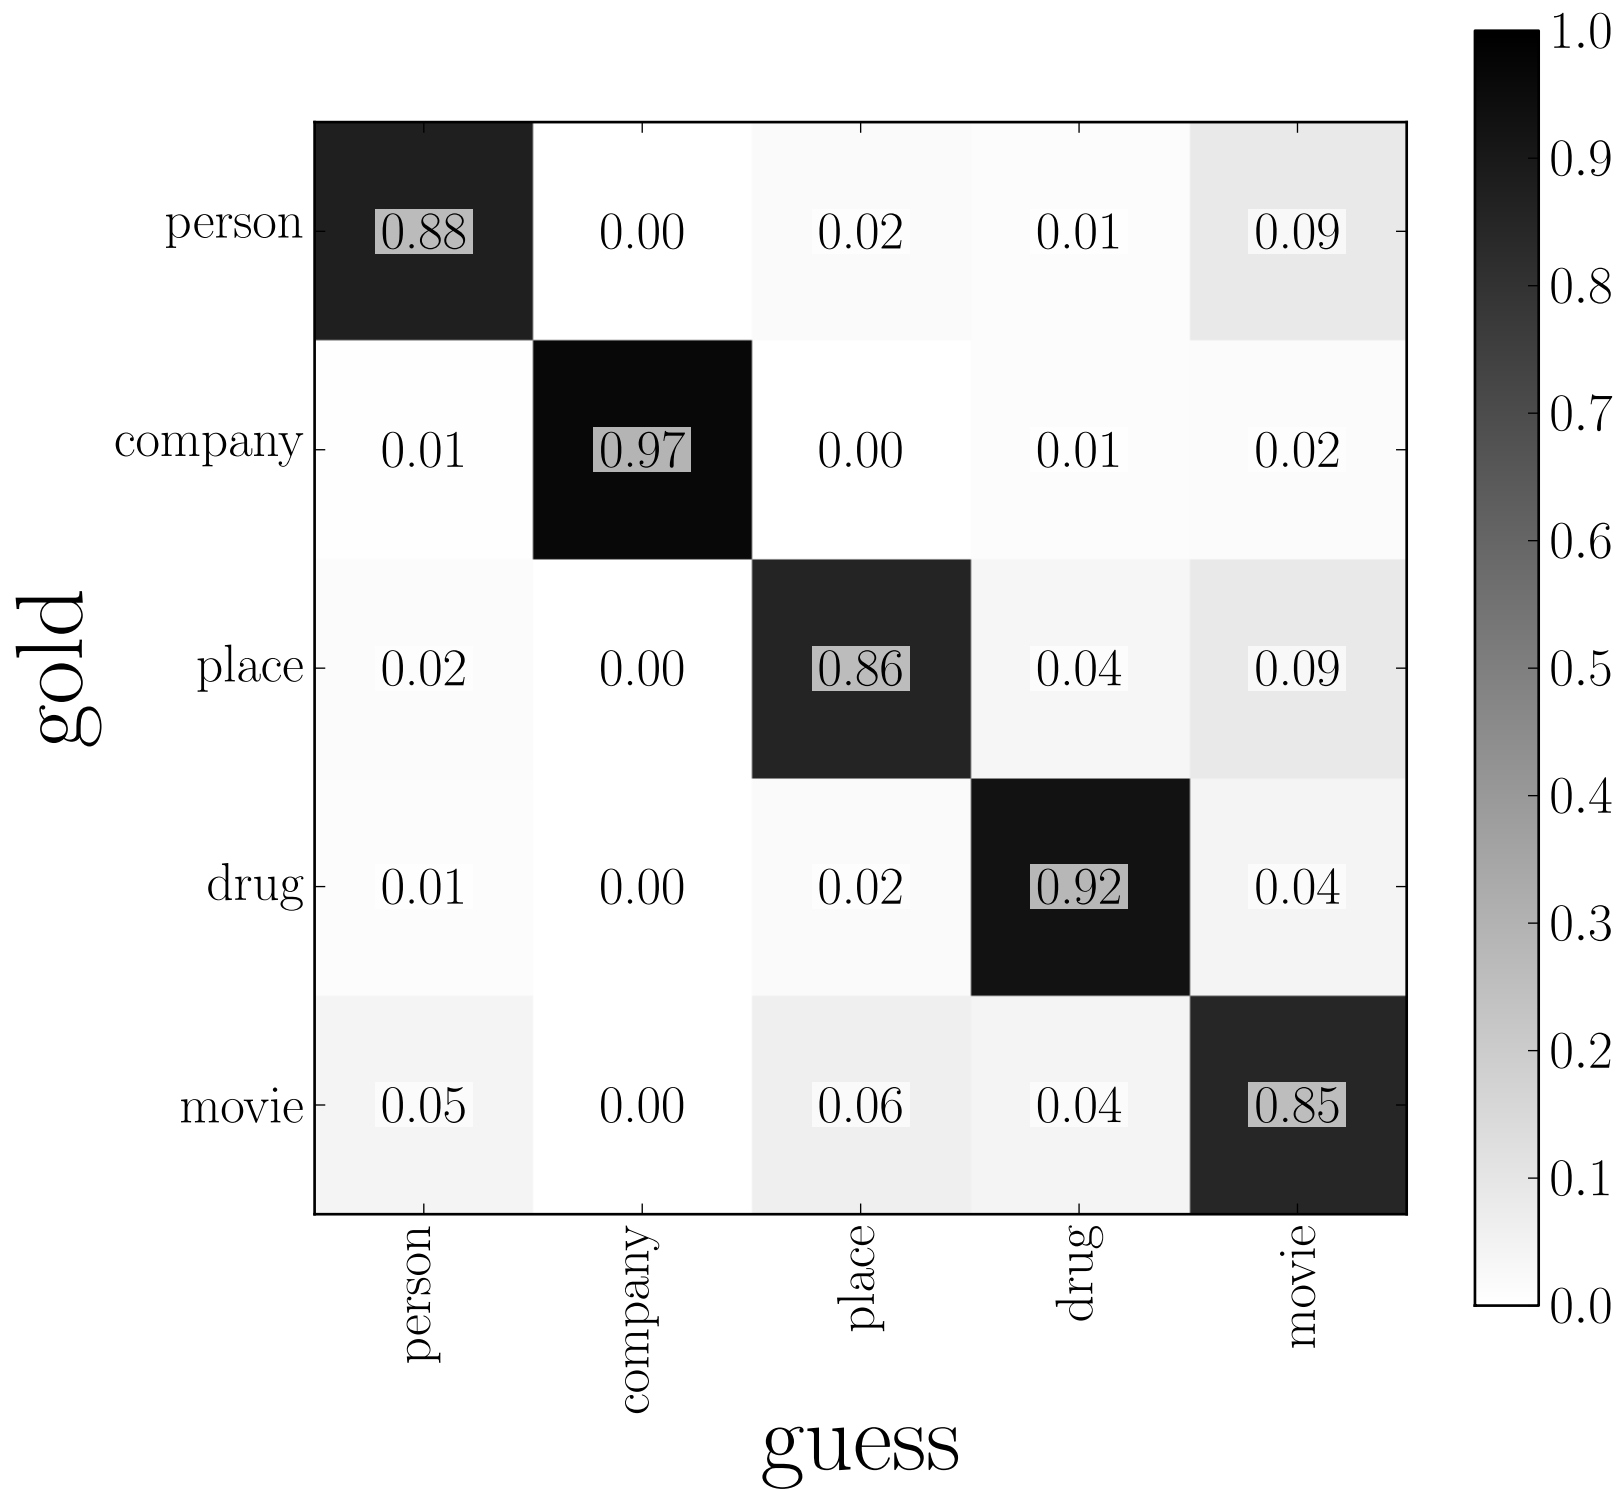 person 0.88 0.00 0.02 0.01 0.09
company 0.01 0.97 0.00 0.01 0.02
place 0.02 0.00 0.86 0.04 0.09
drug 0.01 0.00 0.02 0.92 0.04
movie 0.05 0.00 0.06 0.04 0.85
gold
person company place drug movie
guess
1.0
0.9
0.8
0.7
0.6
0.5
0.4
0.3
0.2
0.1
0.0